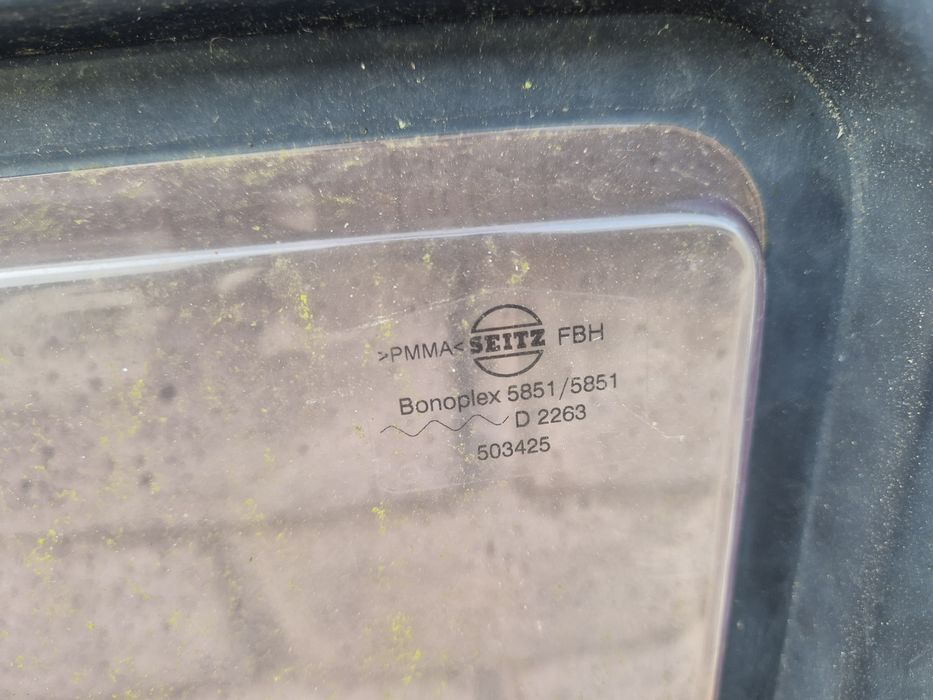 >PMMA< SEITZ FBH
Bonoplex 5851/5851
D 2263
503425